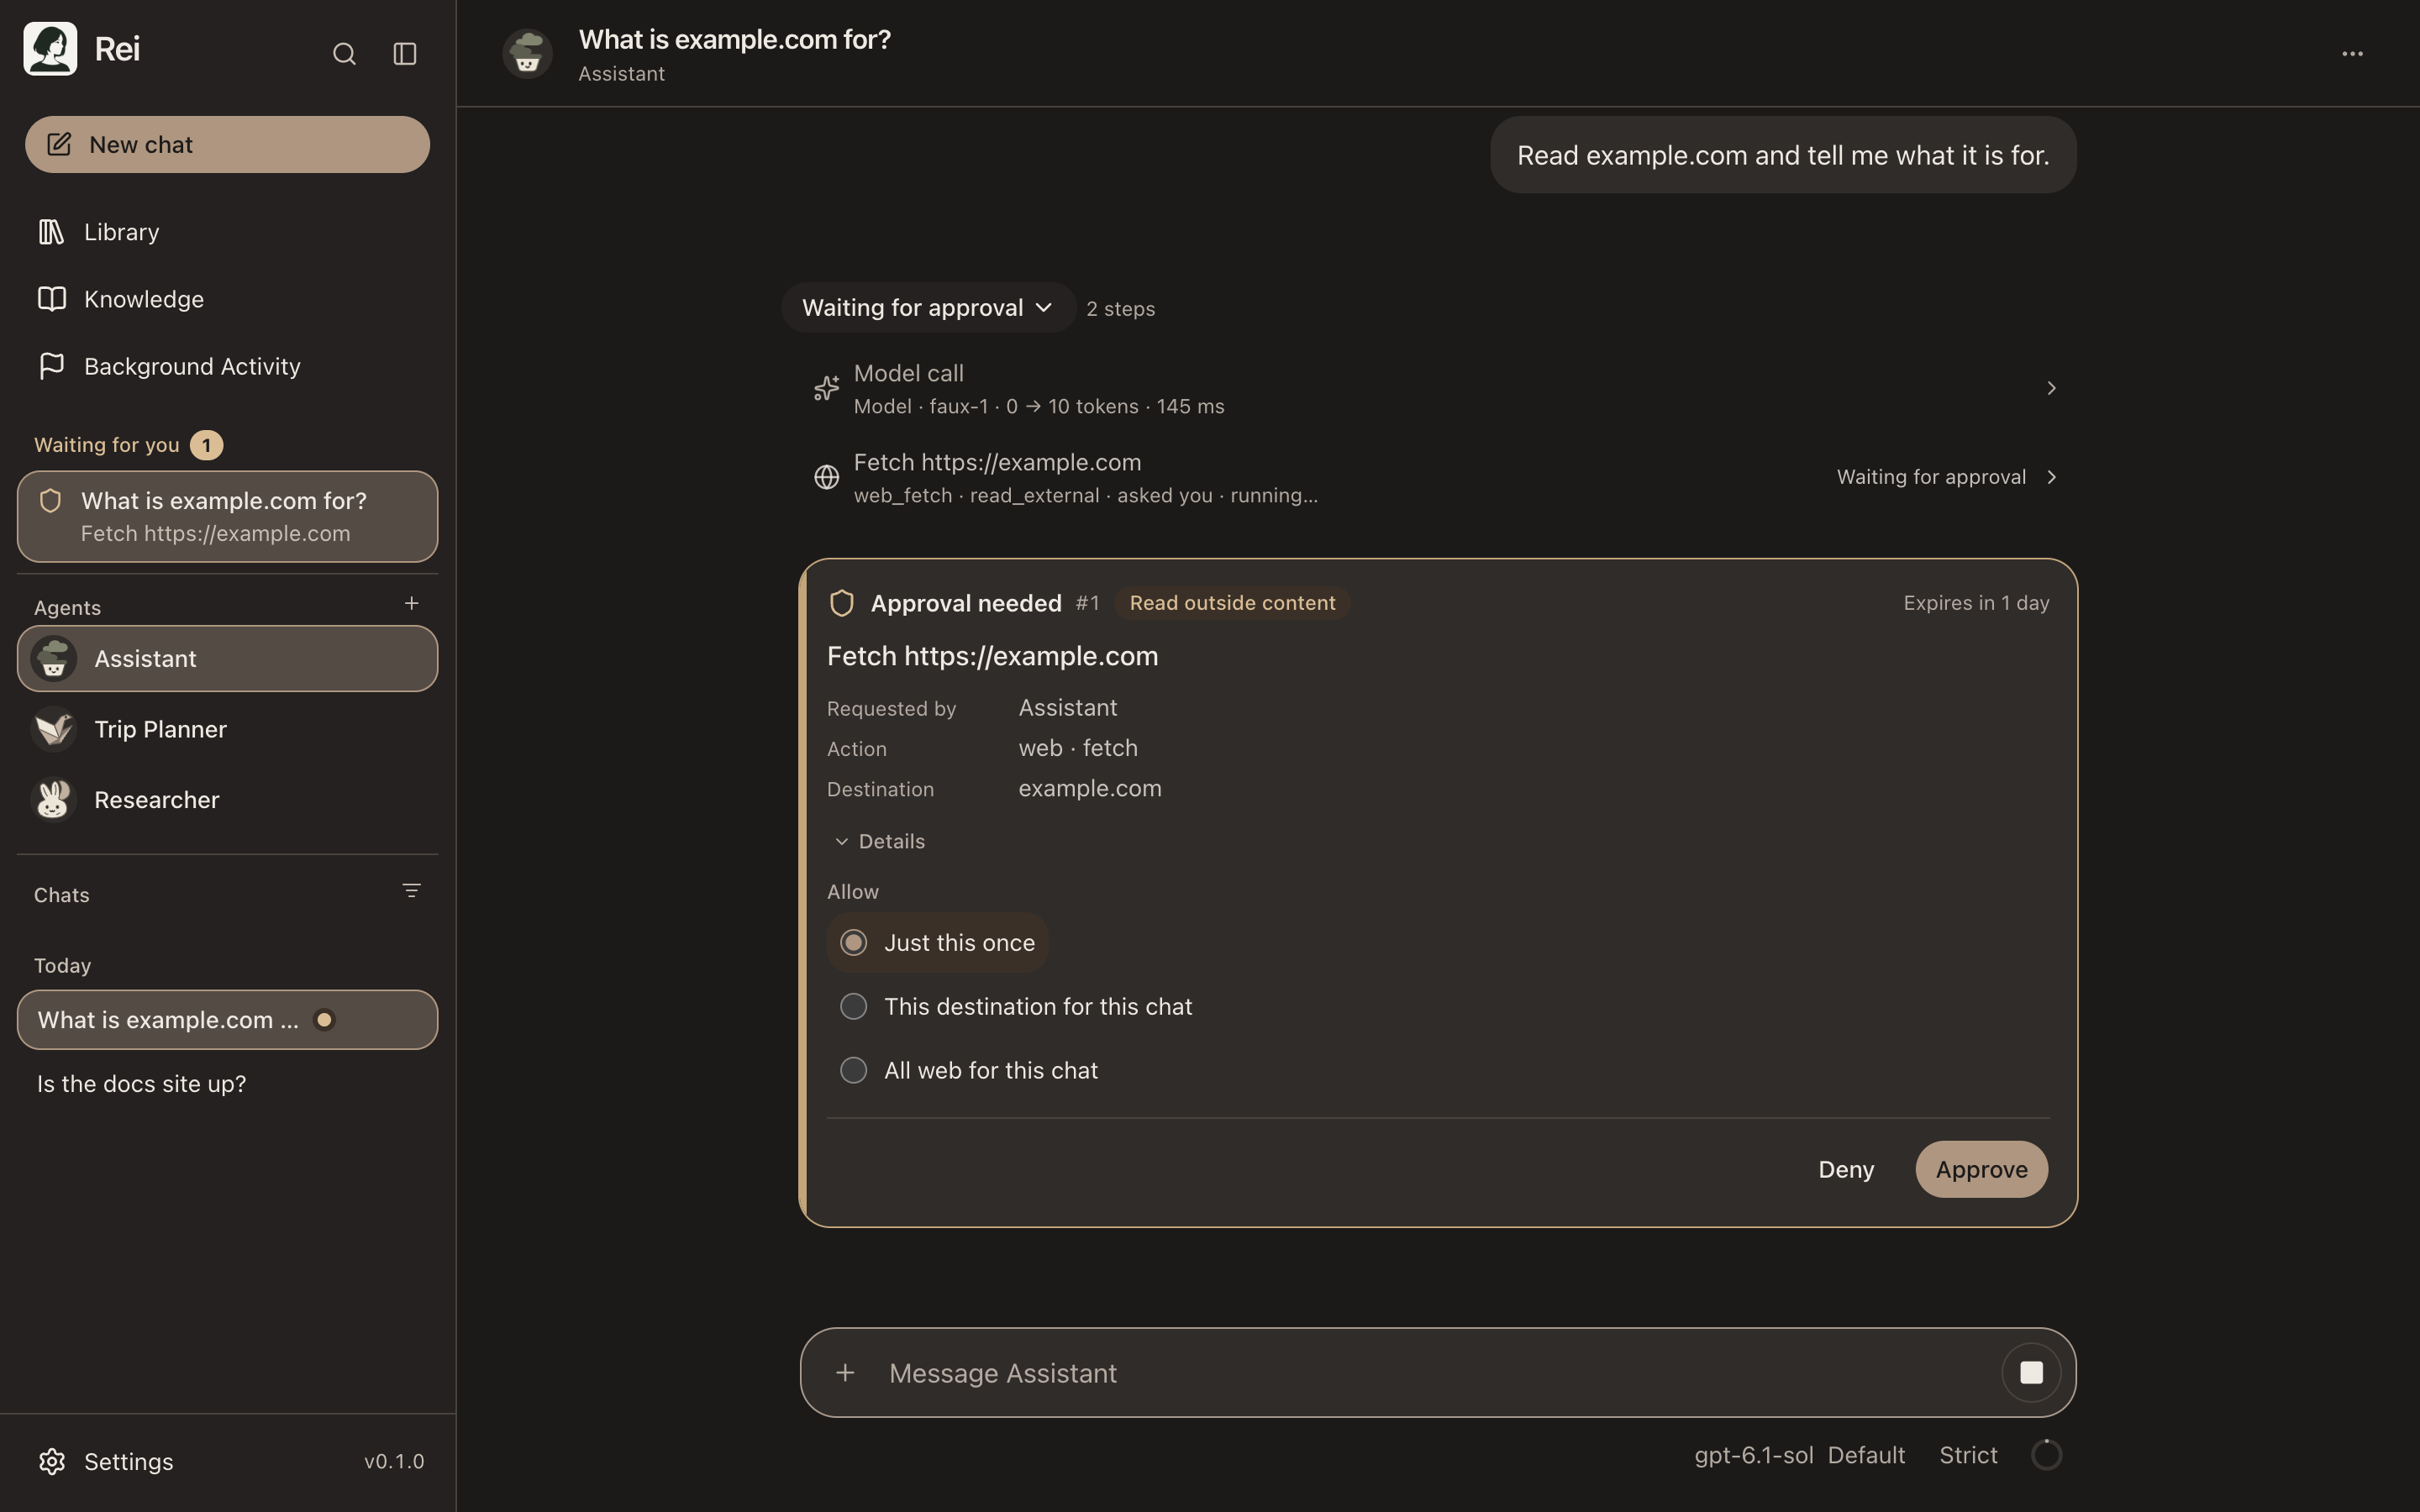 Rei
New chat
Library
Knowledge
Background Activity
Waiting for you 1
What is example.com for?
Fetch https://example.com
Agents
Assistant
Trip Planner
Researcher
Chats
Today
What is example.com ...
Is the docs site up?
Settings v0.1.0
What is example.com for?
Assistant
Read example.com and tell me what it is for.
Waiting for approval 2 steps
Model call
Model · faux-1 · 0 → 10 tokens · 145 ms
Fetch https://example.com
web_fetch · read_external · asked you · running…
Waiting for approval
Approval needed #1 Read outside content Expires in 1 day
Fetch https://example.com
Requested by Assistant
Action web · fetch
Destination example.com
Details
Allow
Just this once
This destination for this chat
All web for this chat
Deny Approve
Message Assistant
gpt-6.1-sol Default Strict